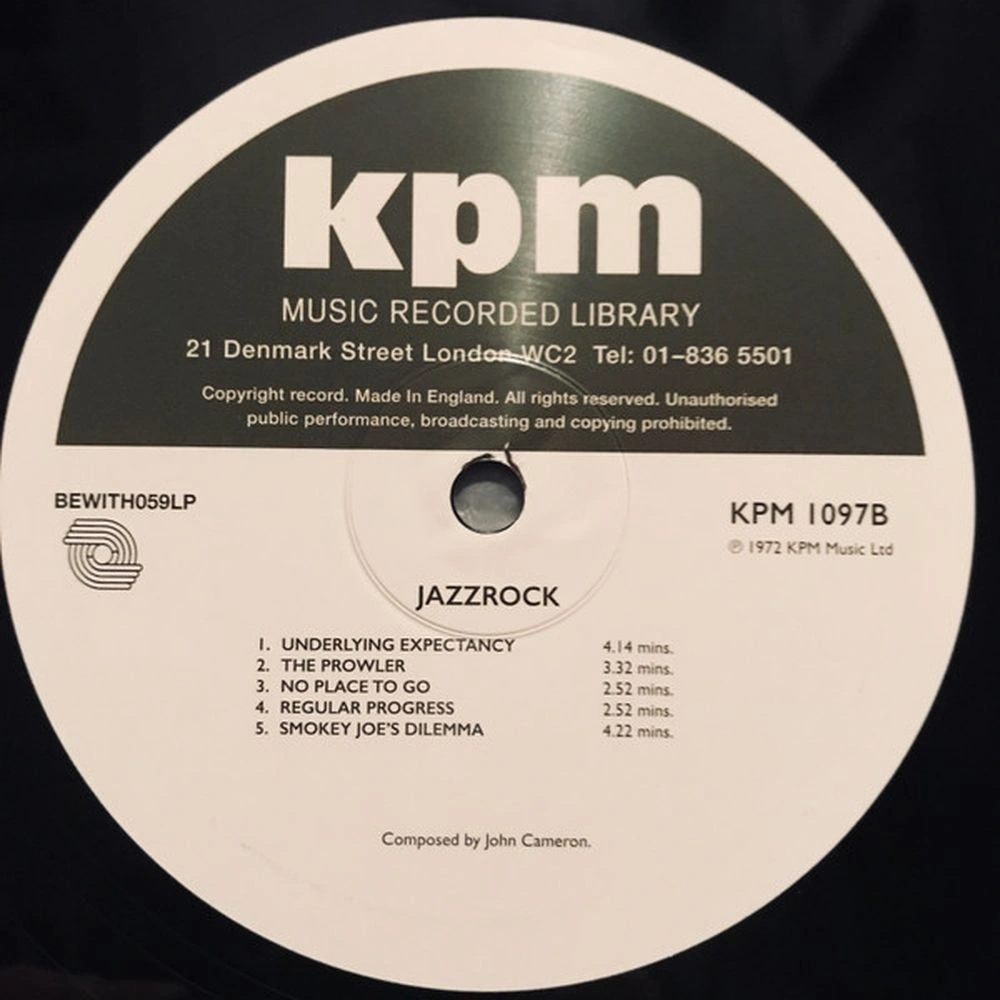 kpm
MUSIC RECORDED LIBRARY
21 Denmark Street London WC2 Tel: 01-836 5501
Copyright record. Made In England. All rights reserved. Unauthorised
public performance, broadcasting and copying prohibited.
BEWITH059LP
KPM 1097B
℗ 1972 KPM Music Ltd
JAZZROCK
1. UNDERLYING EXPECTANCY 4.14 mins.
2. THE PROWLER 3.32 mins.
3. NO PLACE TO GO 2.52 mins.
4. REGULAR PROGRESS 2.52 mins.
5. SMOKEY JOE'S DILEMMA 4.22 mins.
Composed by John Cameron.